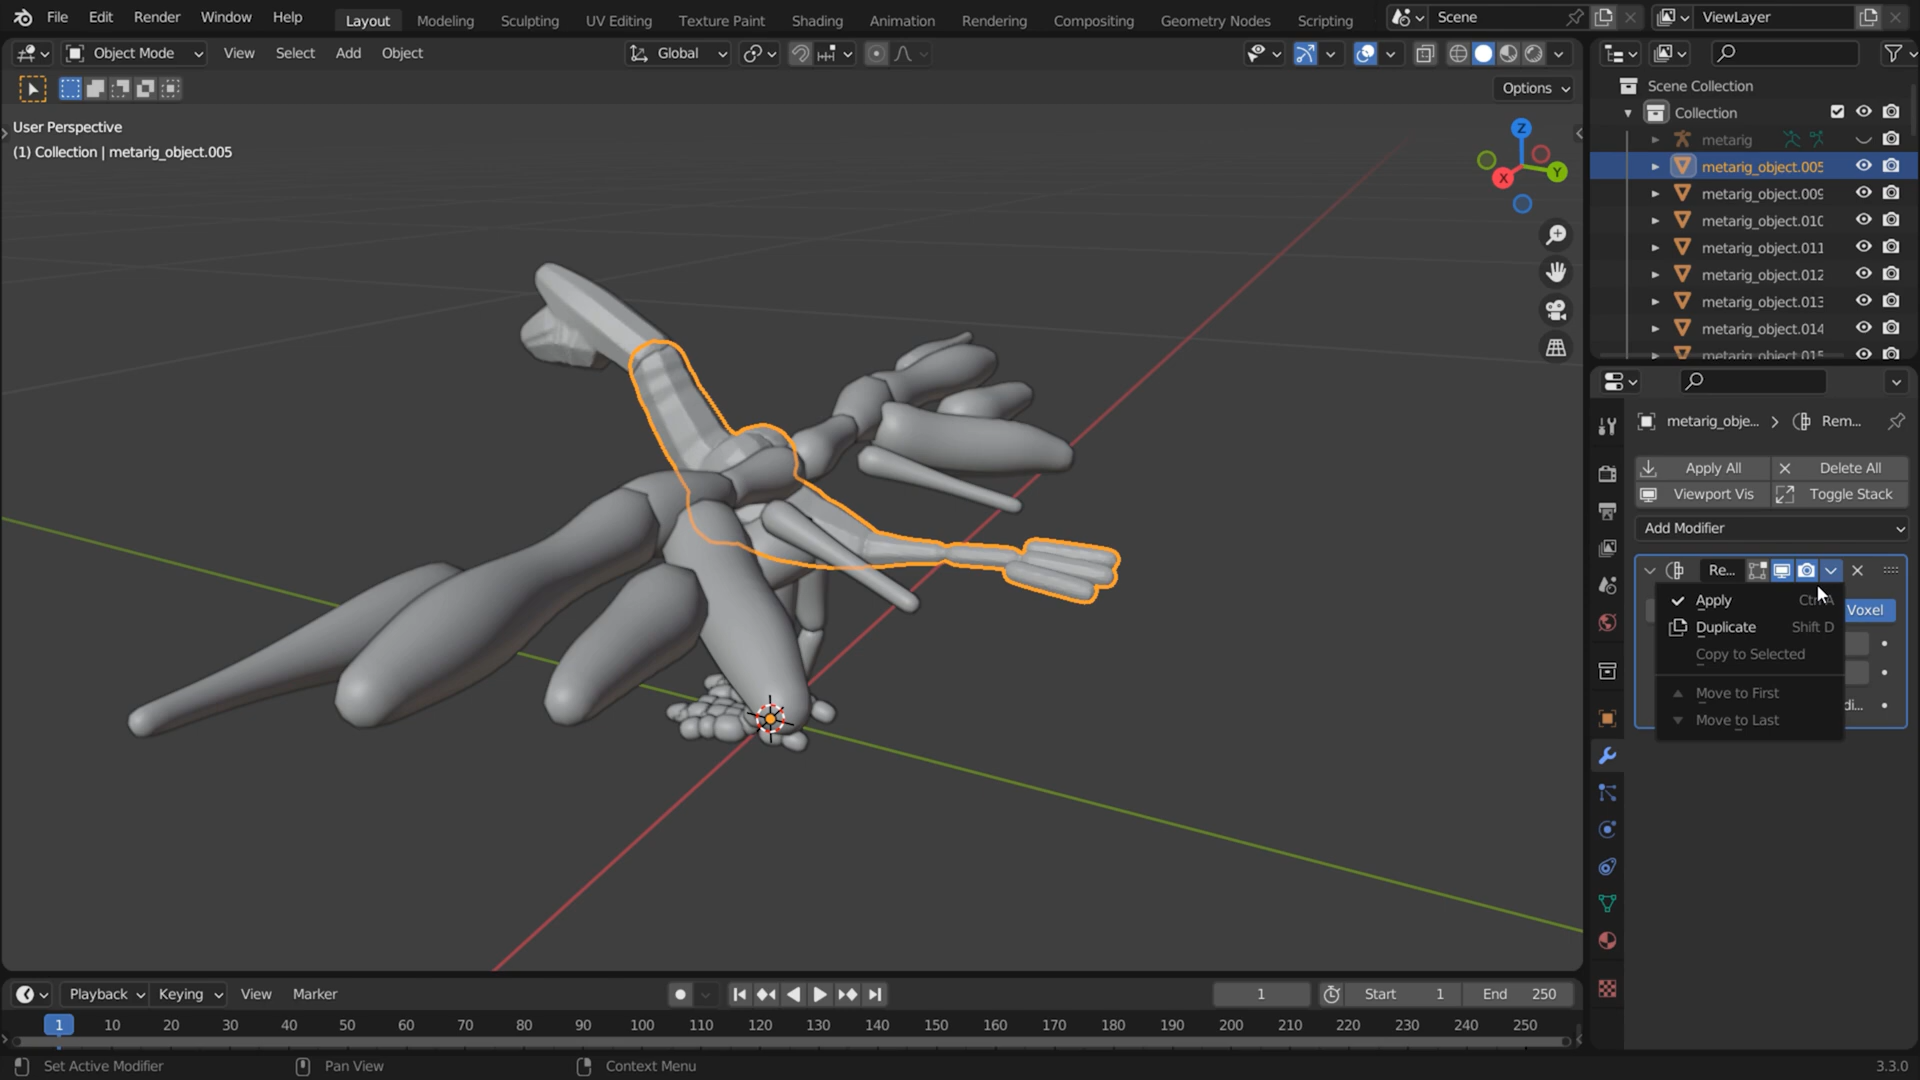 File Edit Render Window Help Layout Modeling Sculpting UV Editing Texture Paint Shading Animation Rendering Compositing Geometry Nodes Scripting Scene ViewLayer
Object Mode View Select Add Object Global
Options
User Perspective
(1) Collection | metarig_object.005
Z
Y
X
Scene Collection
Collection
metarig
metarig_object.005
metarig_object.009
metarig_object.010
metarig_object.011
metarig_object.012
metarig_object.013
metarig_object.014
metarig_object.015
metarig_obje... Rem...
Apply All Delete All
Viewport Vis Toggle Stack
Add Modifier
Re...
Apply Ctrl A
Voxel
Duplicate Shift D
Copy to Selected
Move to First
di...
Move to Last
Playback Keying View Marker 1 Start 1 End 250
1 10 20 30 40 50 60 70 80 90 100 110 120 130 140 150 160 170 180 190 200 210 220 230 240 250
Set Active Modifier Pan View Context Menu 3.3.0